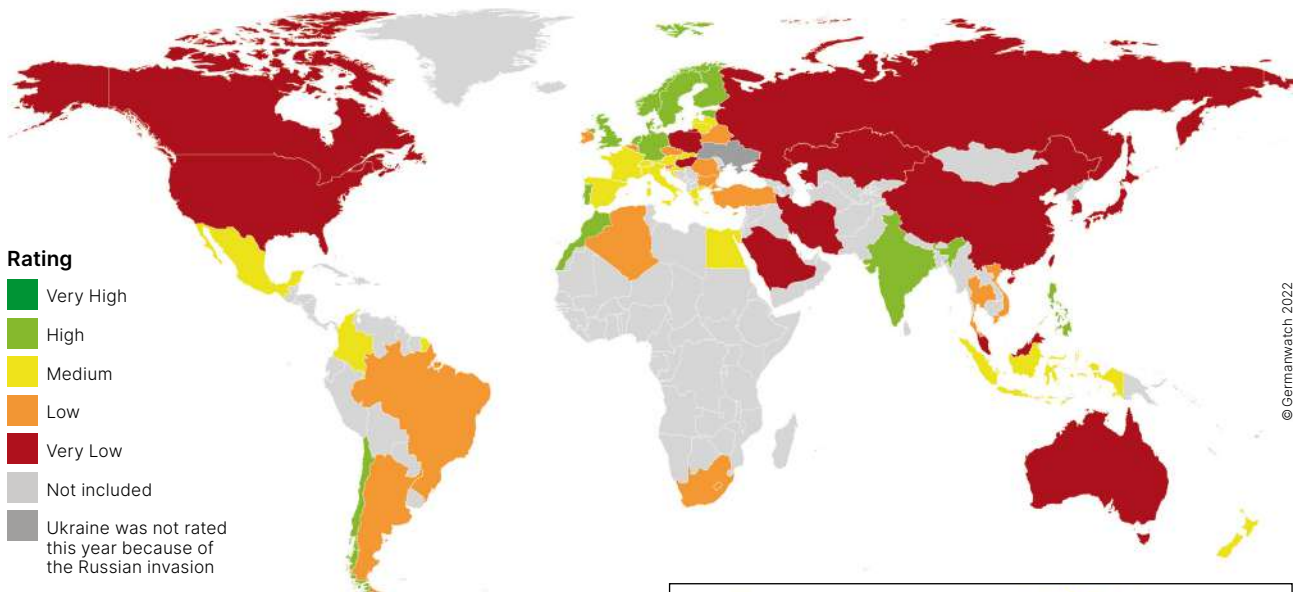 Rating
Very High
High
Medium
Low
Very Low
Not included
Ukraine was not rated
this year because of
the Russian invasion
©Germanwatch 2022